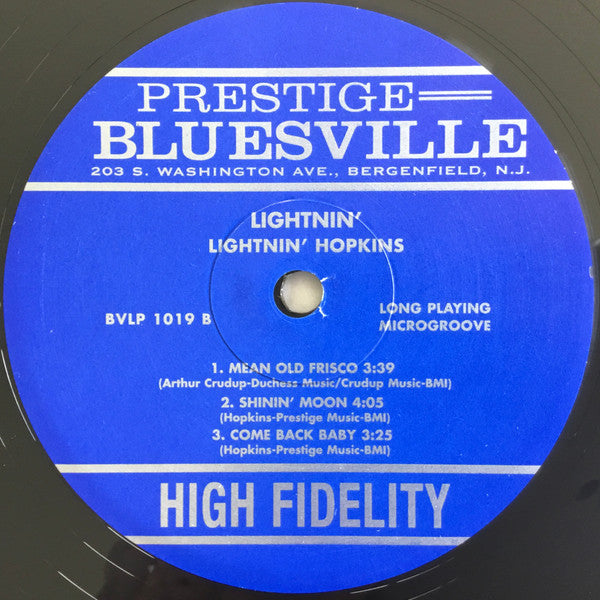 PRESTIGE
BLUESVILLE
203 S. WASHINGTON AVE., BERGENFIELD, N.J.
LIGHTNIN'
LIGHTNIN' HOPKINS
BVLP 1019 B
LONG PLAYING
MICROGROOVE
1. MEAN OLD FRISCO 3:39
(Arthur Crudup-Duchess Music/Crudup Music-BMI)
2. SHININ' MOON 4:05
(Hopkins-Prestige Music-BMI)
3. COME BACK BABY 3:25
(Hopkins-Prestige Music-BMI)
HIGH FIDELITY